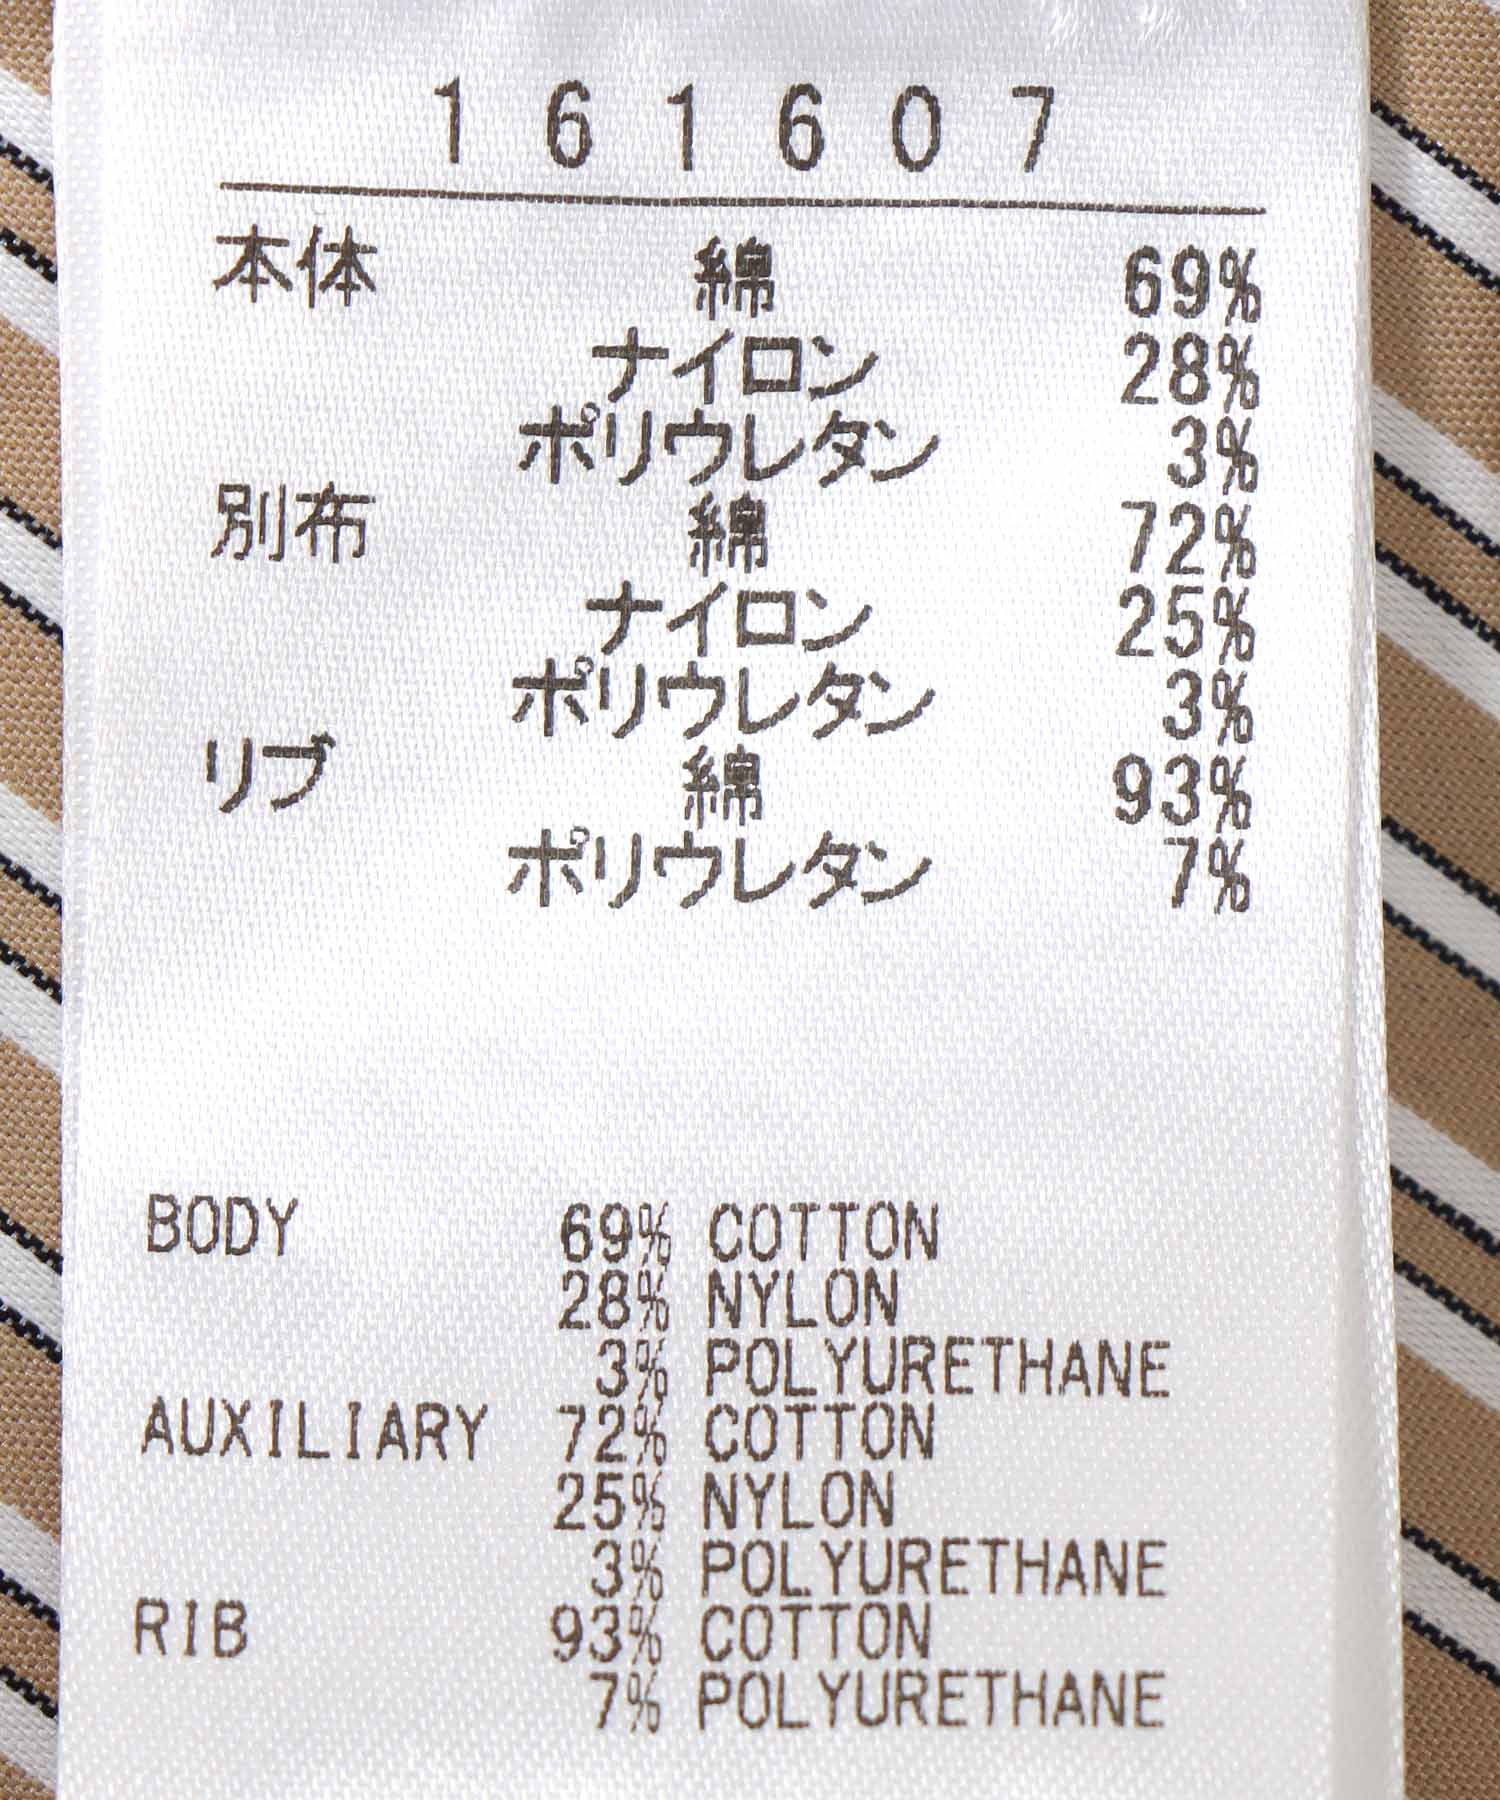 161607
本体 綿 69%
ナイロン 28%
ポリウレタン 3%
別布 綿 72%
ナイロン 25%
ポリウレタン 3%
リブ 綿 93%
ポリウレタン 7%
BODY 69% COTTON
28% NYLON
3% POLYURETHANE
AUXILIARY 72% COTTON
25% NYLON
3% POLYURETHANE
RIB 93% COTTON
7% POLYURETHANE